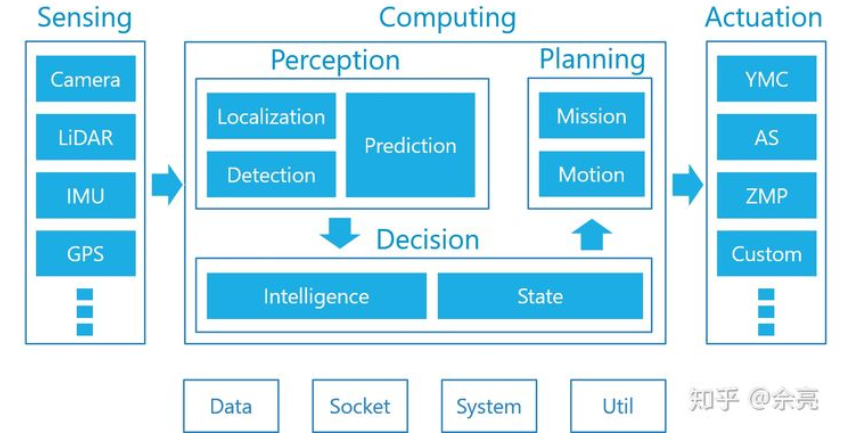 Sensing
Computing
Actuation
Camera
LiDAR
IMU
GPS
Perception
Localization
Detection
Prediction
Planning
Mission
Motion
Decision
Intelligence
State
YMC
AS
ZMP
Custom
Data
Socket
System
Util
知乎 @余亮